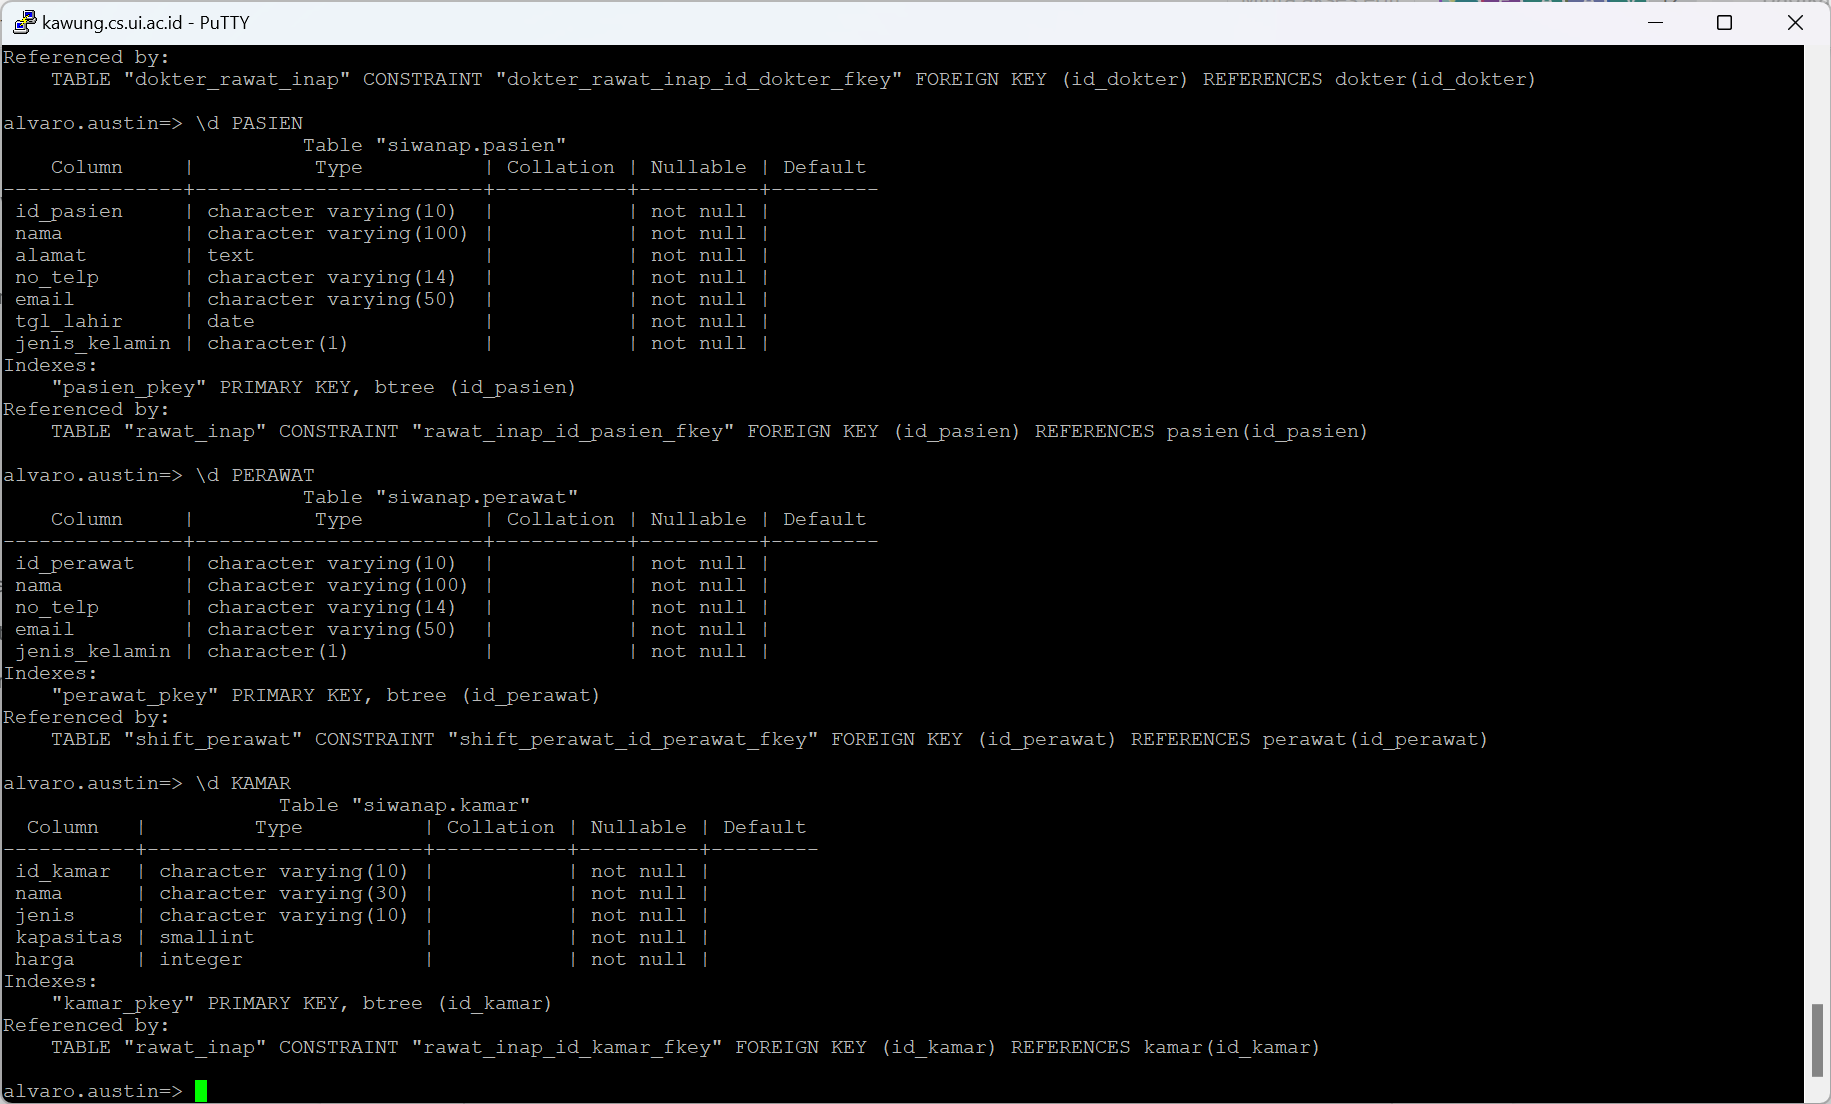 kawung.cs.ui.ac.id - PuTTY
Referenced by:
    TABLE "dokter_rawat_inap" CONSTRAINT "dokter_rawat_inap_id_dokter_fkey" FOREIGN KEY (id_dokter) REFERENCES dokter(id_dokter)
alvaro.austin=> \d PASIEN
                         Table "siwanap.pasien"
    Column     |          Type          | Collation | Nullable | Default
---------------+------------------------+-----------+----------+---------
 id_pasien     | character varying(10)  |           | not null |
 nama          | character varying(100) |           | not null |
 alamat        | text                   |           | not null |
 no_telp       | character varying(14)  |           | not null |
 email         | character varying(50)  |           | not null |
 tgl_lahir     | date                   |           | not null |
 jenis_kelamin | character(1)           |           | not null |
Indexes:
    "pasien_pkey" PRIMARY KEY, btree (id_pasien)
Referenced by:
    TABLE "rawat_inap" CONSTRAINT "rawat_inap_id_pasien_fkey" FOREIGN KEY (id_pasien) REFERENCES pasien(id_pasien)
alvaro.austin=> \d PERAWAT
                         Table "siwanap.perawat"
    Column     |          Type          | Collation | Nullable | Default
---------------+------------------------+-----------+----------+---------
 id_perawat    | character varying(10)  |           | not null |
 nama          | character varying(100) |           | not null |
 no_telp       | character varying(14)  |           | not null |
 email         | character varying(50)  |           | not null |
 jenis_kelamin | character(1)           |           | not null |
Indexes:
    "perawat_pkey" PRIMARY KEY, btree (id_perawat)
Referenced by:
    TABLE "shift_perawat" CONSTRAINT "shift_perawat_id_perawat_fkey" FOREIGN KEY (id_perawat) REFERENCES perawat(id_perawat)
alvaro.austin=> \d KAMAR
                       Table "siwanap.kamar"
  Column   |         Type          | Collation | Nullable | Default
-----------+-----------------------+-----------+----------+---------
 id_kamar  | character varying(10) |           | not null |
 nama      | character varying(30) |           | not null |
 jenis     | character varying(10) |           | not null |
 kapasitas | smallint              |           | not null |
 harga     | integer               |           | not null |
Indexes:
    "kamar_pkey" PRIMARY KEY, btree (id_kamar)
Referenced by:
    TABLE "rawat_inap" CONSTRAINT "rawat_inap_id_kamar_fkey" FOREIGN KEY (id_kamar) REFERENCES kamar(id_kamar)
alvaro.austin=>